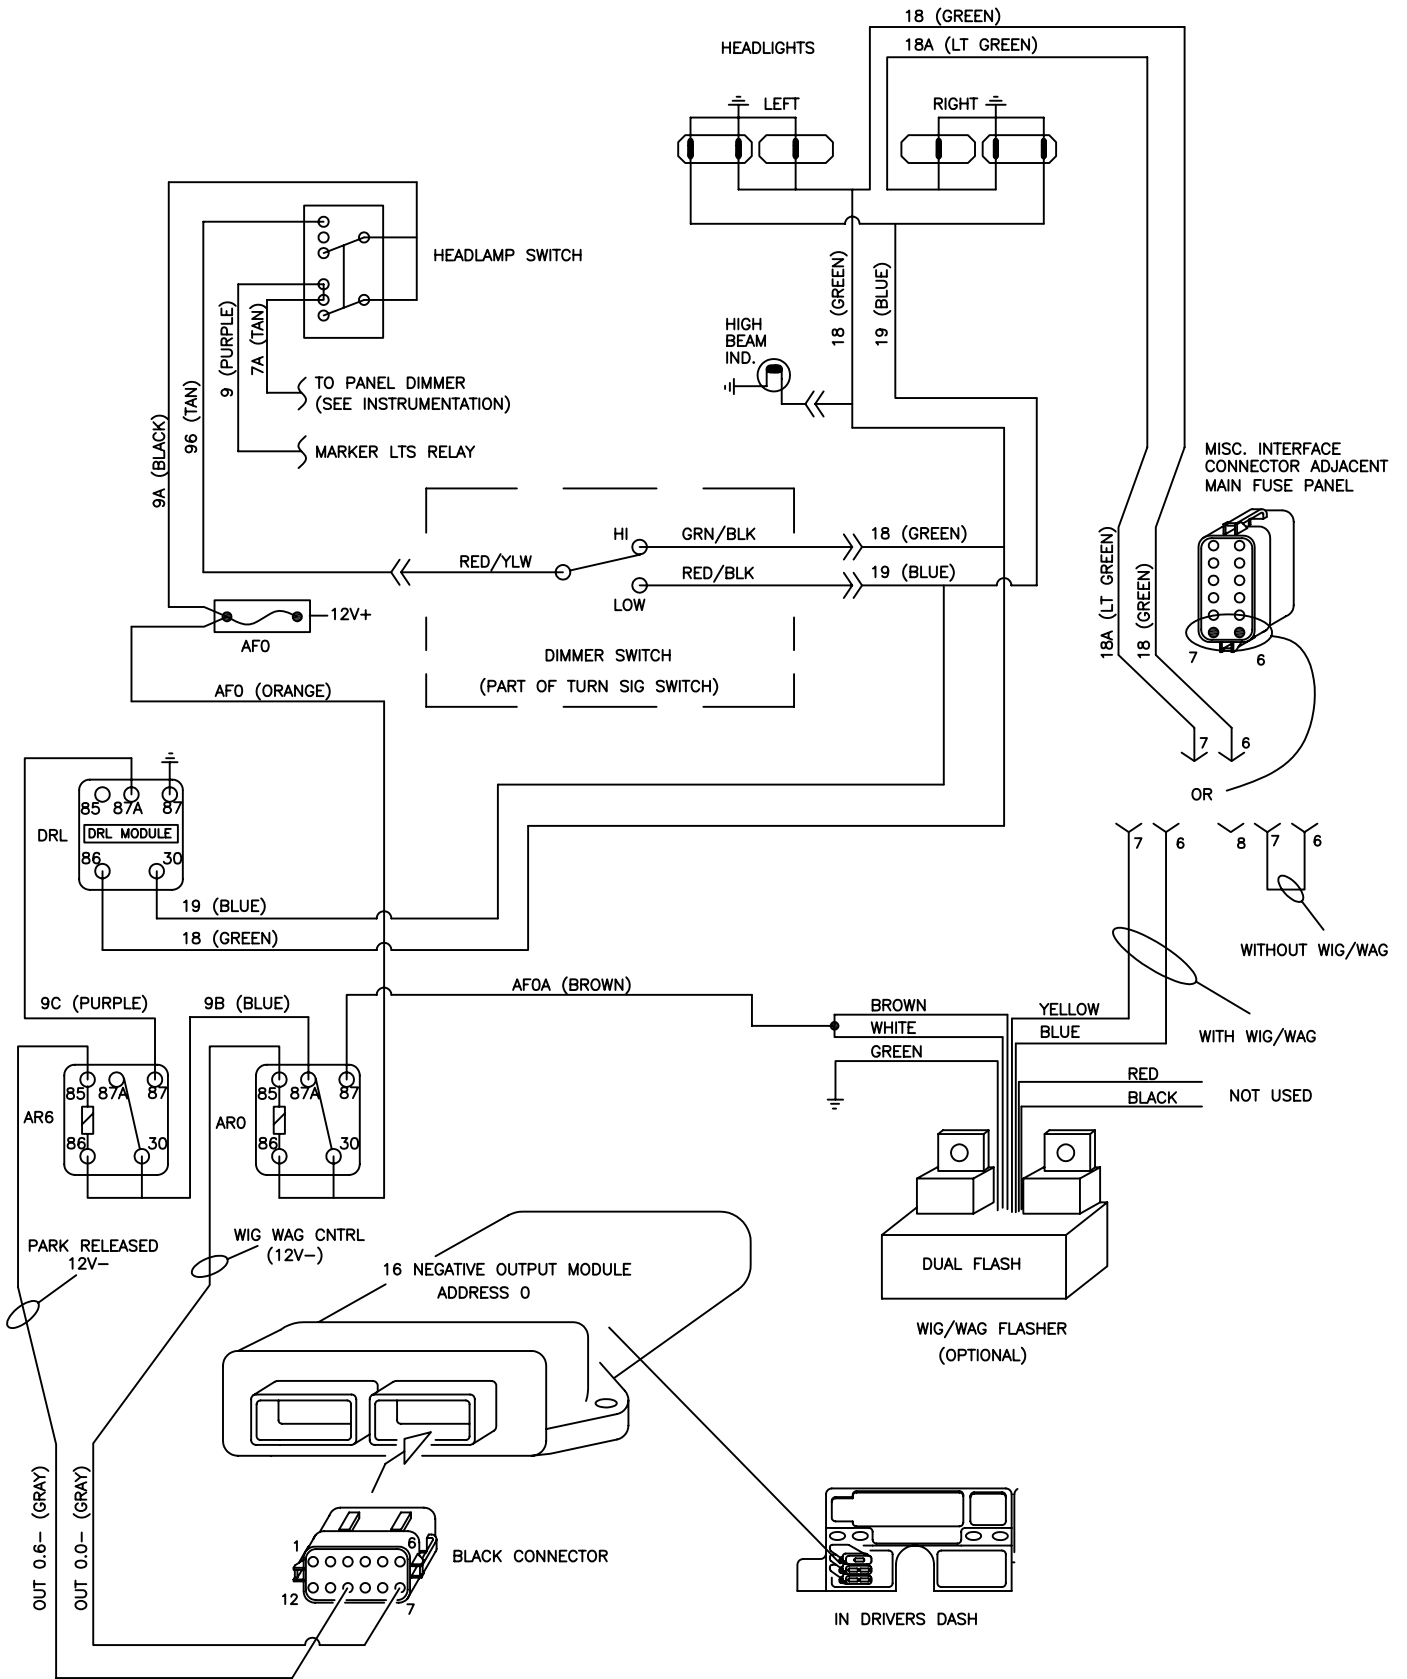 18 (GREEN)
HEADLIGHTS
18A (LT GREEN)
LEFT
RIGHT
HEADLAMP SWITCH
18 (GREEN)
19 (BLUE)
9 (PURPLE)
7A (TAN)
HIGH
BEAM
IND.
TO PANEL DIMMER
(SEE INSTRUMENTATION)
96 (TAN)
9A (BLACK)
MARKER LTS RELAY
MISC. INTERFACE
CONNECTOR ADJACENT
MAIN FUSE PANEL
HI
GRN/BLK
18 (GREEN)
RED/YLW
RED/BLK
19 (BLUE)
LOW
18A (LT GREEN)
18 (GREEN)
12V+
AF0
DIMMER SWITCH
(PART OF TURN SIG SWITCH)
7
6
AF0 (ORANGE)
7
6
OR
85 87A 87
DRL
DRL MODULE
86
30
7
6
8
7
6
19 (BLUE)
18 (GREEN)
WITHOUT WIG/WAG
AF0A (BROWN)
9C (PURPLE)
9B (BLUE)
BROWN
YELLOW
WHITE
BLUE
WITH WIG/WAG
GREEN
RED
NOT USED
BLACK
85 87A 87
AR6
86
30
85 87A 87
AR0
86
30
PARK RELEASED
12V-
WIG WAG CNTRL
(12V-)
16 NEGATIVE OUTPUT MODULE
ADDRESS 0
DUAL FLASH
WIG/WAG FLASHER
(OPTIONAL)
OUT 0.6- (GRAY)
OUT 0.0- (GRAY)
1
6
BLACK CONNECTOR
12
7
IN DRIVERS DASH